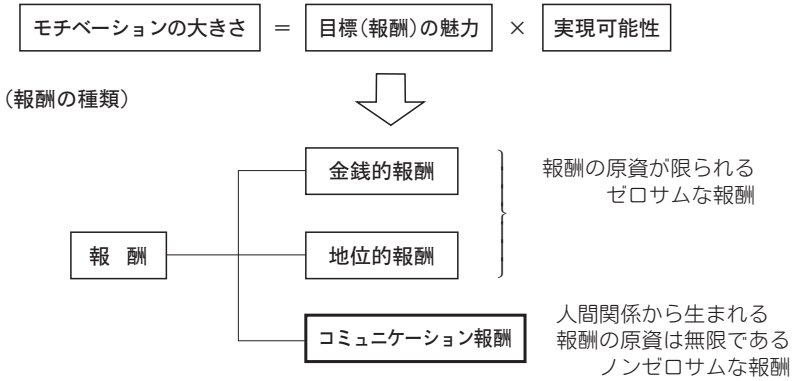 モチベーションの大きさ = 目標(報酬)の魅力 × 実現可能性
(報酬の種類)
金銭的報酬
報酬の原資が限られる
ゼロサムな報酬
報 酬
地位的報酬
コミュニケーション報酬
人間関係から生まれる
報酬の原資は無限である
ノンゼロサムな報酬